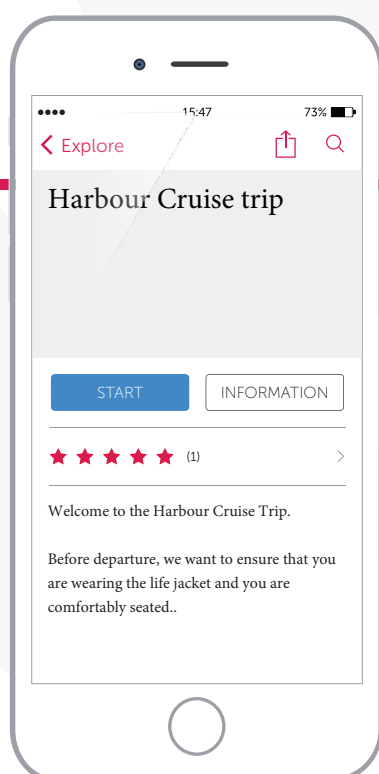 15:47 73%
Explore
Harbour Cruise trip
START INFORMATION
(1)
Welcome to the Harbour Cruise Trip.
Before departure, we want to ensure that you
are wearing the life jacket and you are
comfortably seated..